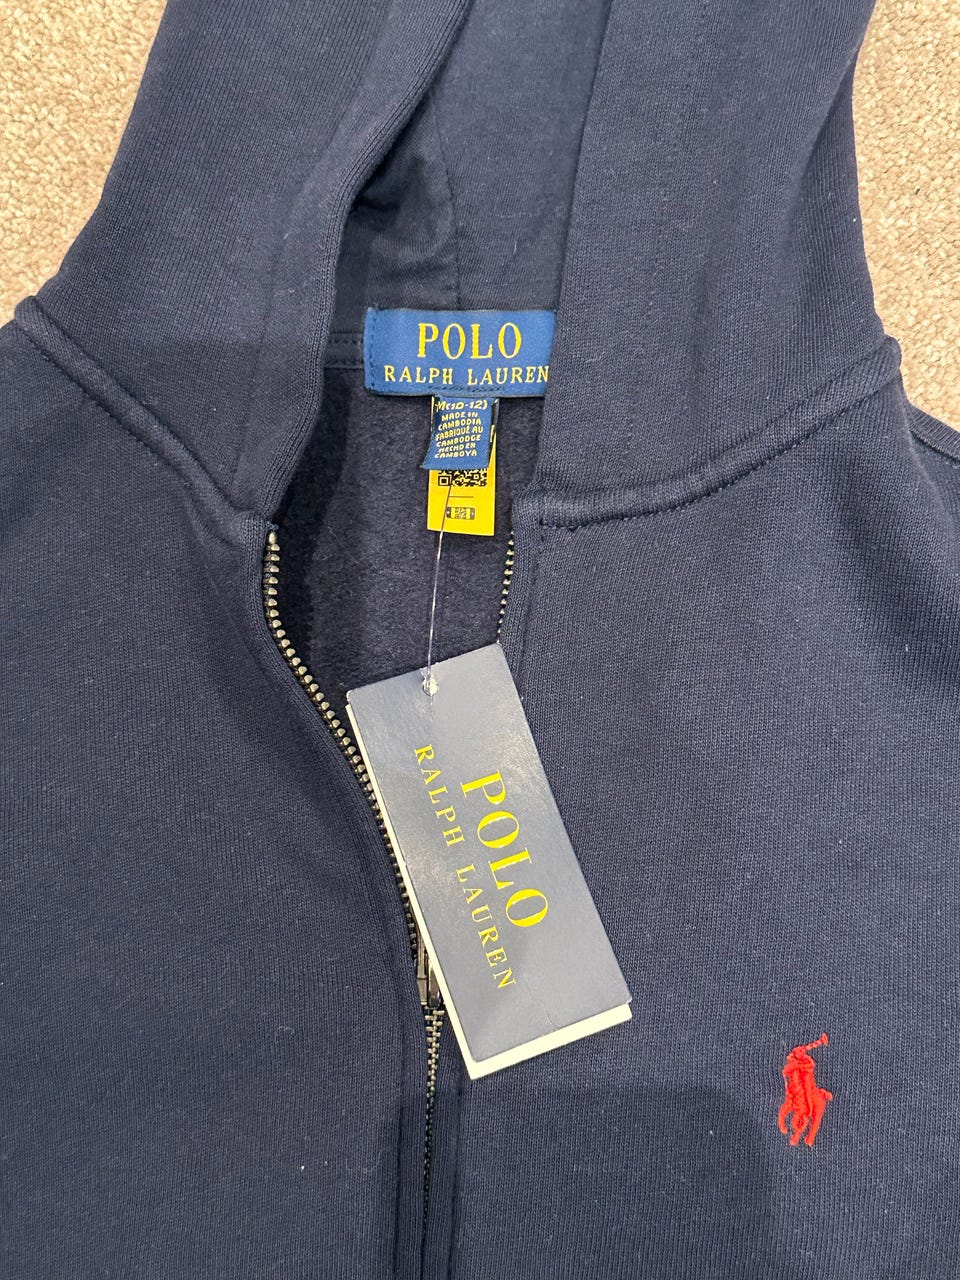 POLO
RALPH LAUREN
M(10-12)
MADE IN
CAMBODIA
FABRIQUÉ AU
CAMBODGE
HECHO EN
CAMBOYA
POLO
RALPH LAUREN